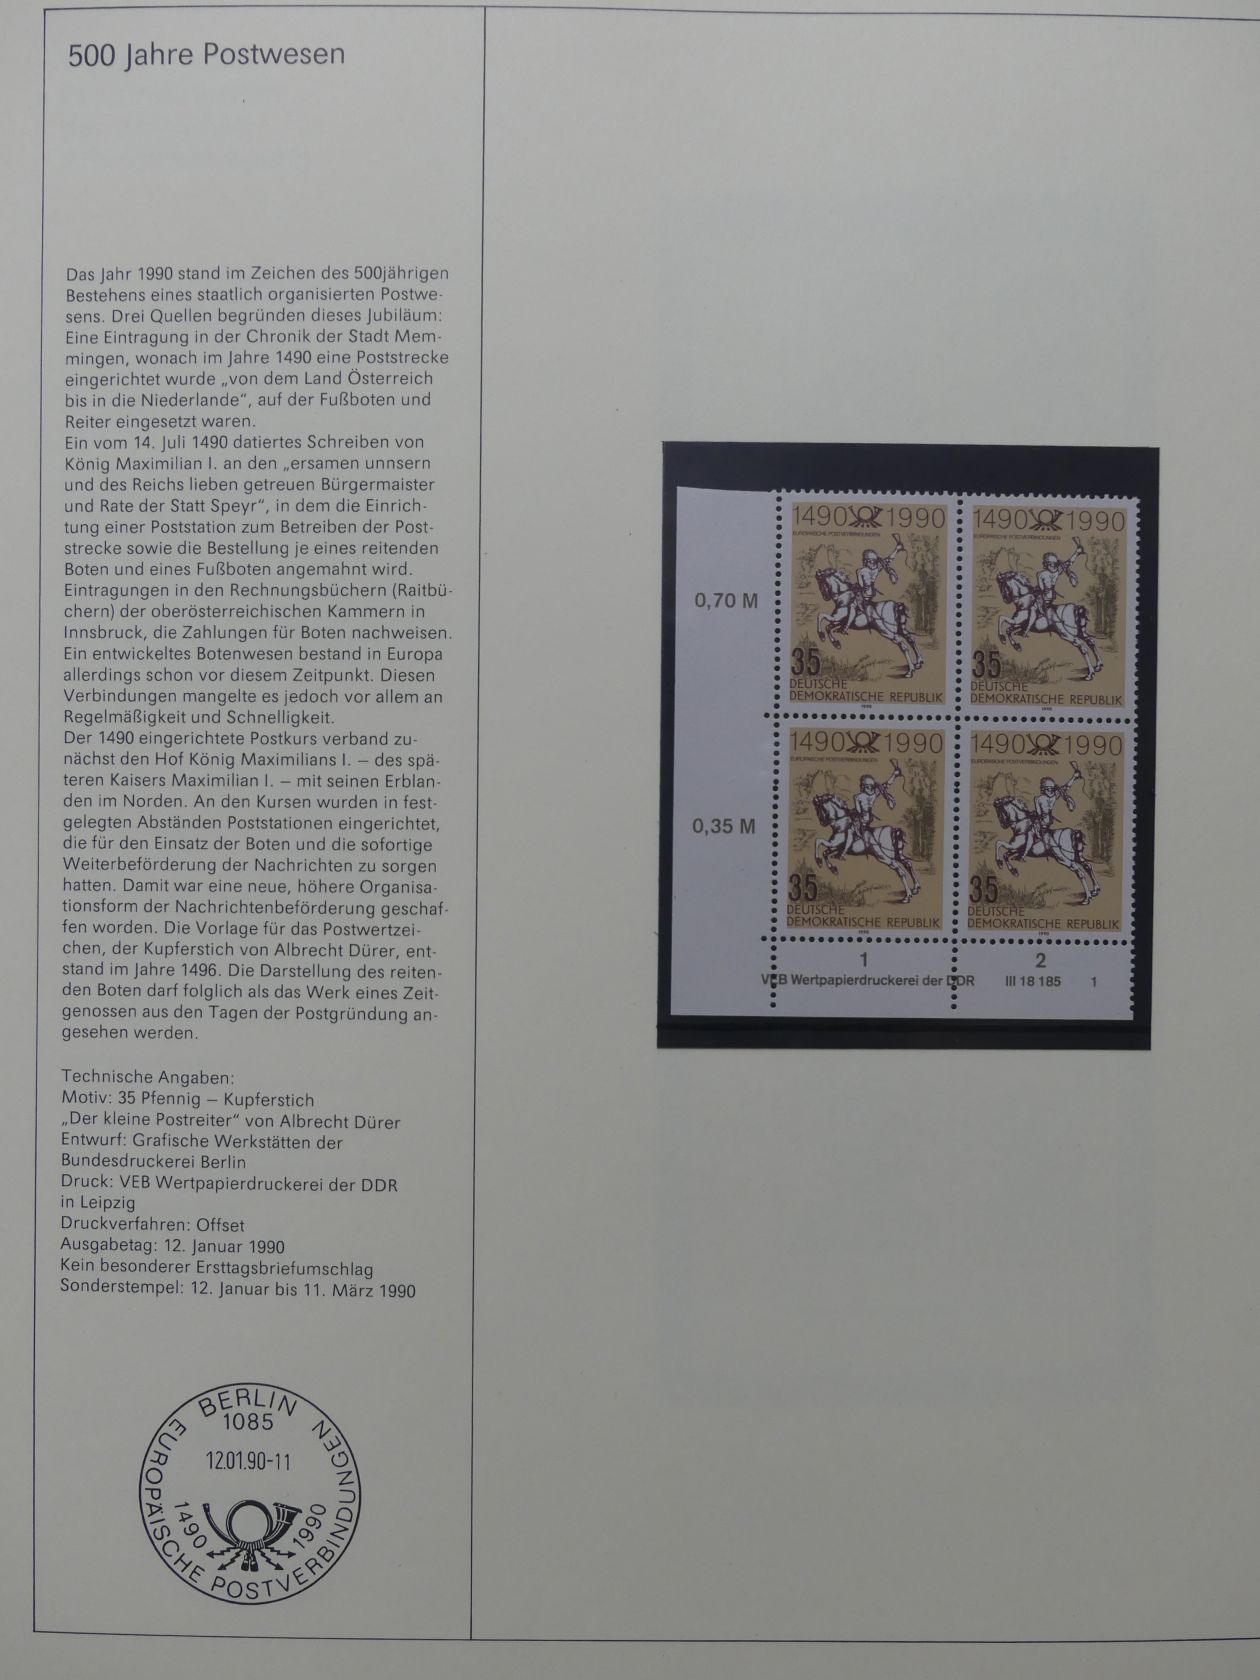 500 Jahre Postwesen
Das Jahr 1990 stand im Zeichen des 500jährigen
Bestehens eines staatlich organisierten Postwe-
sens. Drei Quellen begründen dieses Jubiläum:
Eine Eintragung in der Chronik der Stadt Mem-
mingen, wonach im Jahre 1490 eine Poststrecke
eingerichtet wurde „von dem Land Österreich
bis in die Niederlande“, auf der Fußboten und
Reiter eingesetzt waren.
Ein vom 14. Juli 1490 datiertes Schreiben von
König Maximilian I. an den „ersamen unnsern
und des Reichs lieben getreuen Bürgermaister
und Rate der Statt Speyr“, in dem die Einrich-
tung einer Poststation zum Betreiben der Post-
strecke sowie die Bestellung je eines reitenden
Boten und eines Fußboten angemahnt wird.
Eintragungen in den Rechnungsbüchern (Raitbü-
chern) der oberösterreichischen Kammern in
Innsbruck, die Zahlungen für Boten nachweisen.
Ein entwickeltes Botenwesen bestand in Europa
allerdings schon vor diesem Zeitpunkt. Diesen
Verbindungen mangelte es jedoch vor allem an
Regelmäßigkeit und Schnelligkeit.
Der 1490 eingerichtete Postkurs verband zu-
nächst den Hof König Maximilians I. – des spä-
teren Kaisers Maximilian I. – mit seinen Erblan-
den im Norden. An den Kursen wurden in fest-
gelegten Abständen Poststationen eingerichtet,
die für den Einsatz der Boten und die sofortige
Weiterbeförderung der Nachrichten zu sorgen
hatten. Damit war eine neue, höhere Organisa-
tionsform der Nachrichtenbeförderung geschaf-
fen worden. Die Vorlage für das Postwertzei-
chen, der Kupferstich von Albrecht Dürer, ent-
stand im Jahre 1496. Die Darstellung des reiten-
den Boten darf folglich als das Werk eines Zeit-
genossen aus den Tagen der Postgründung an-
gesehen werden.
Technische Angaben:
Motiv: 35 Pfennig – Kupferstich
„Der kleine Postreiter“ von Albrecht Dürer
Entwurf: Grafische Werkstätten der
Bundesdruckerei Berlin
Druck: VEB Wertpapierdruckerei der DDR
in Leipzig
Druckverfahren: Offset
Ausgabetag: 12. Januar 1990
Kein besonderer Ersttagsbriefumschlag
Sonderstempel: 12. Januar bis 11. März 1990
BERLIN
1085
12.01.90-11
1490 1990
EUROPÄISCHE POSTVERBINDUNGEN
1490 1990
EUROPÄISCHE POSTVERBINDUNGEN
35
DEUTSCHE
DEMOKRATISCHE REPUBLIK
1990
1490 1990
EUROPÄISCHE POSTVERBINDUNGEN
35
DEUTSCHE
DEMOKRATISCHE REPUBLIK
1990
0,70 M
1490 1990
EUROPÄISCHE POSTVERBINDUNGEN
35
DEUTSCHE
DEMOKRATISCHE REPUBLIK
1990
1490 1990
EUROPÄISCHE POSTVERBINDUNGEN
35
DEUTSCHE
DEMOKRATISCHE REPUBLIK
1990
0,35 M
1 2
VEB Wertpapierdruckerei der DDR III 18 185 1